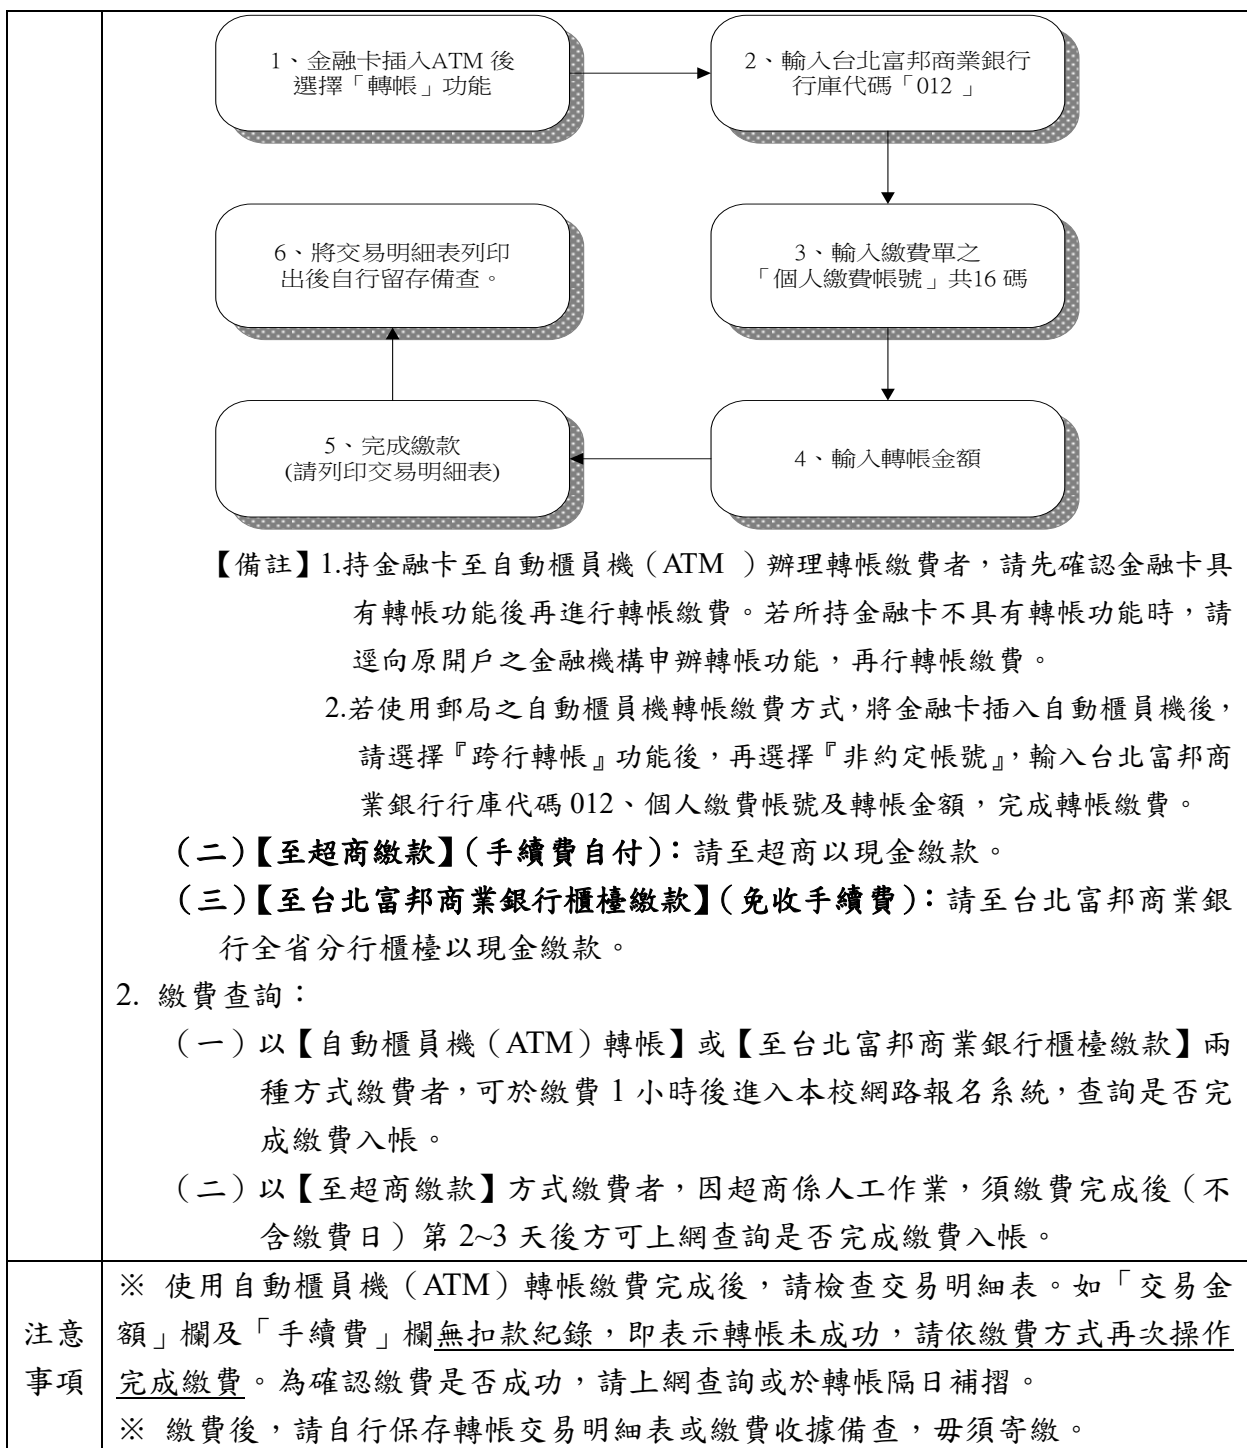 1、金融卡插入ATM 後
選擇「轉帳」功能
2、輸入台北富邦商業銀行
行庫代碼「012 」
3、輸入繳費單之
「個人繳費帳號」共16 碼
4、輸入轉帳金額
5、完成繳款
(請列印交易明細表)
6、將交易明細表列印
出後自行留存備查。
【備註】1.持金融卡至自動櫃員機（ATM ）辦理轉帳繳費者，請先確認金融卡具
有轉帳功能後再進行轉帳繳費。若所持金融卡不具有轉帳功能時，請
逕向原開戶之金融機構申辦轉帳功能，再行轉帳繳費。
2.若使用郵局之自動櫃員機轉帳繳費方式，將金融卡插入自動櫃員機後，
請選擇『跨行轉帳』功能後，再選擇『非約定帳號』，輸入台北富邦商
業銀行行庫代碼 012、個人繳費帳號及轉帳金額，完成轉帳繳費。
（二）【至超商繳款】（手續費自付）：請至超商以現金繳款。
（三）【至台北富邦商業銀行櫃檯繳款】（免收手續費）：請至台北富邦商業銀
行全省分行櫃檯以現金繳款。
2. 繳費查詢：
（一）以【自動櫃員機（ATM）轉帳】或【至台北富邦商業銀行櫃檯繳款】兩
種方式繳費者，可於繳費 1 小時後進入本校網路報名系統，查詢是否完
成繳費入帳。
（二）以【至超商繳款】方式繳費者，因超商係人工作業，須繳費完成後（不
含繳費日）第 2~3 天後方可上網查詢是否完成繳費入帳。
注意
事項
※ 使用自動櫃員機（ATM）轉帳繳費完成後，請檢查交易明細表。如「交易金
額」欄及「手續費」欄無扣款紀錄，即表示轉帳未成功，請依繳費方式再次操作
完成繳費。為確認繳費是否成功，請上網查詢或於轉帳隔日補摺。
※ 繳費後，請自行保存轉帳交易明細表或繳費收據備查，毋須寄繳。